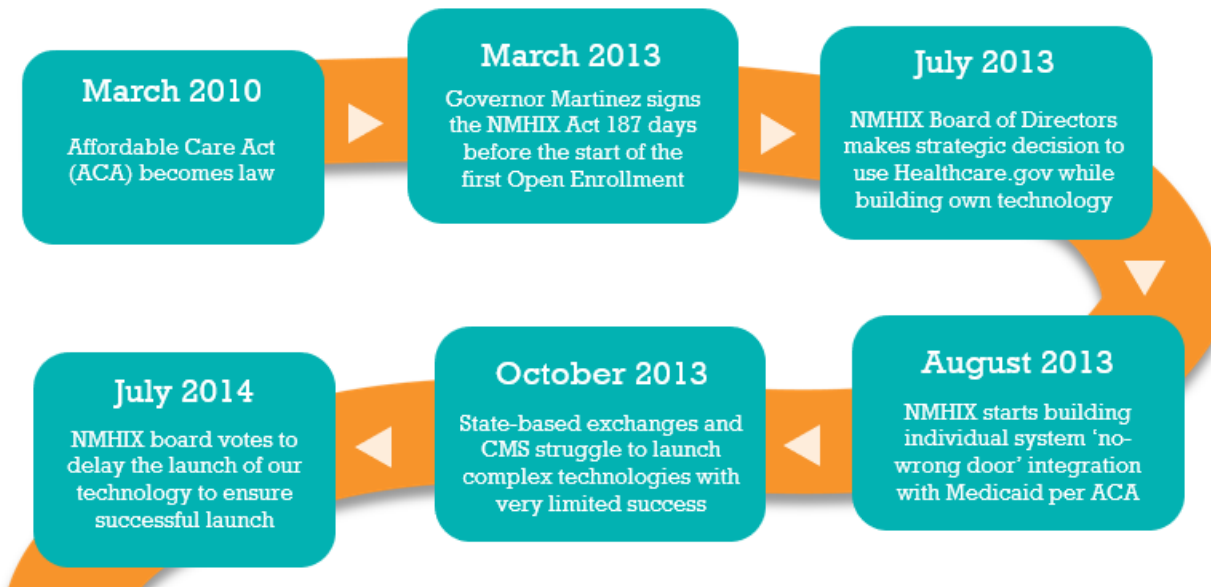 March 2010
Affordable Care Act
(ACA) becomes law
March 2013
Governor Martinez signs
the NMHIX Act 187 days
before the start of the
first Open Enrollment
July 2013
NMHIX Board of Directors
makes strategic decision to
use Healthcare.gov while
building own technology
August 2013
NMHIX starts building
individual system ‘no-
wrong door’ integration
with Medicaid per ACA
October 2013
State-based exchanges and
CMS struggle to launch
complex technologies with
very limited success
July 2014
NMHIX board votes to
delay the launch of our
technology to ensure
successful launch